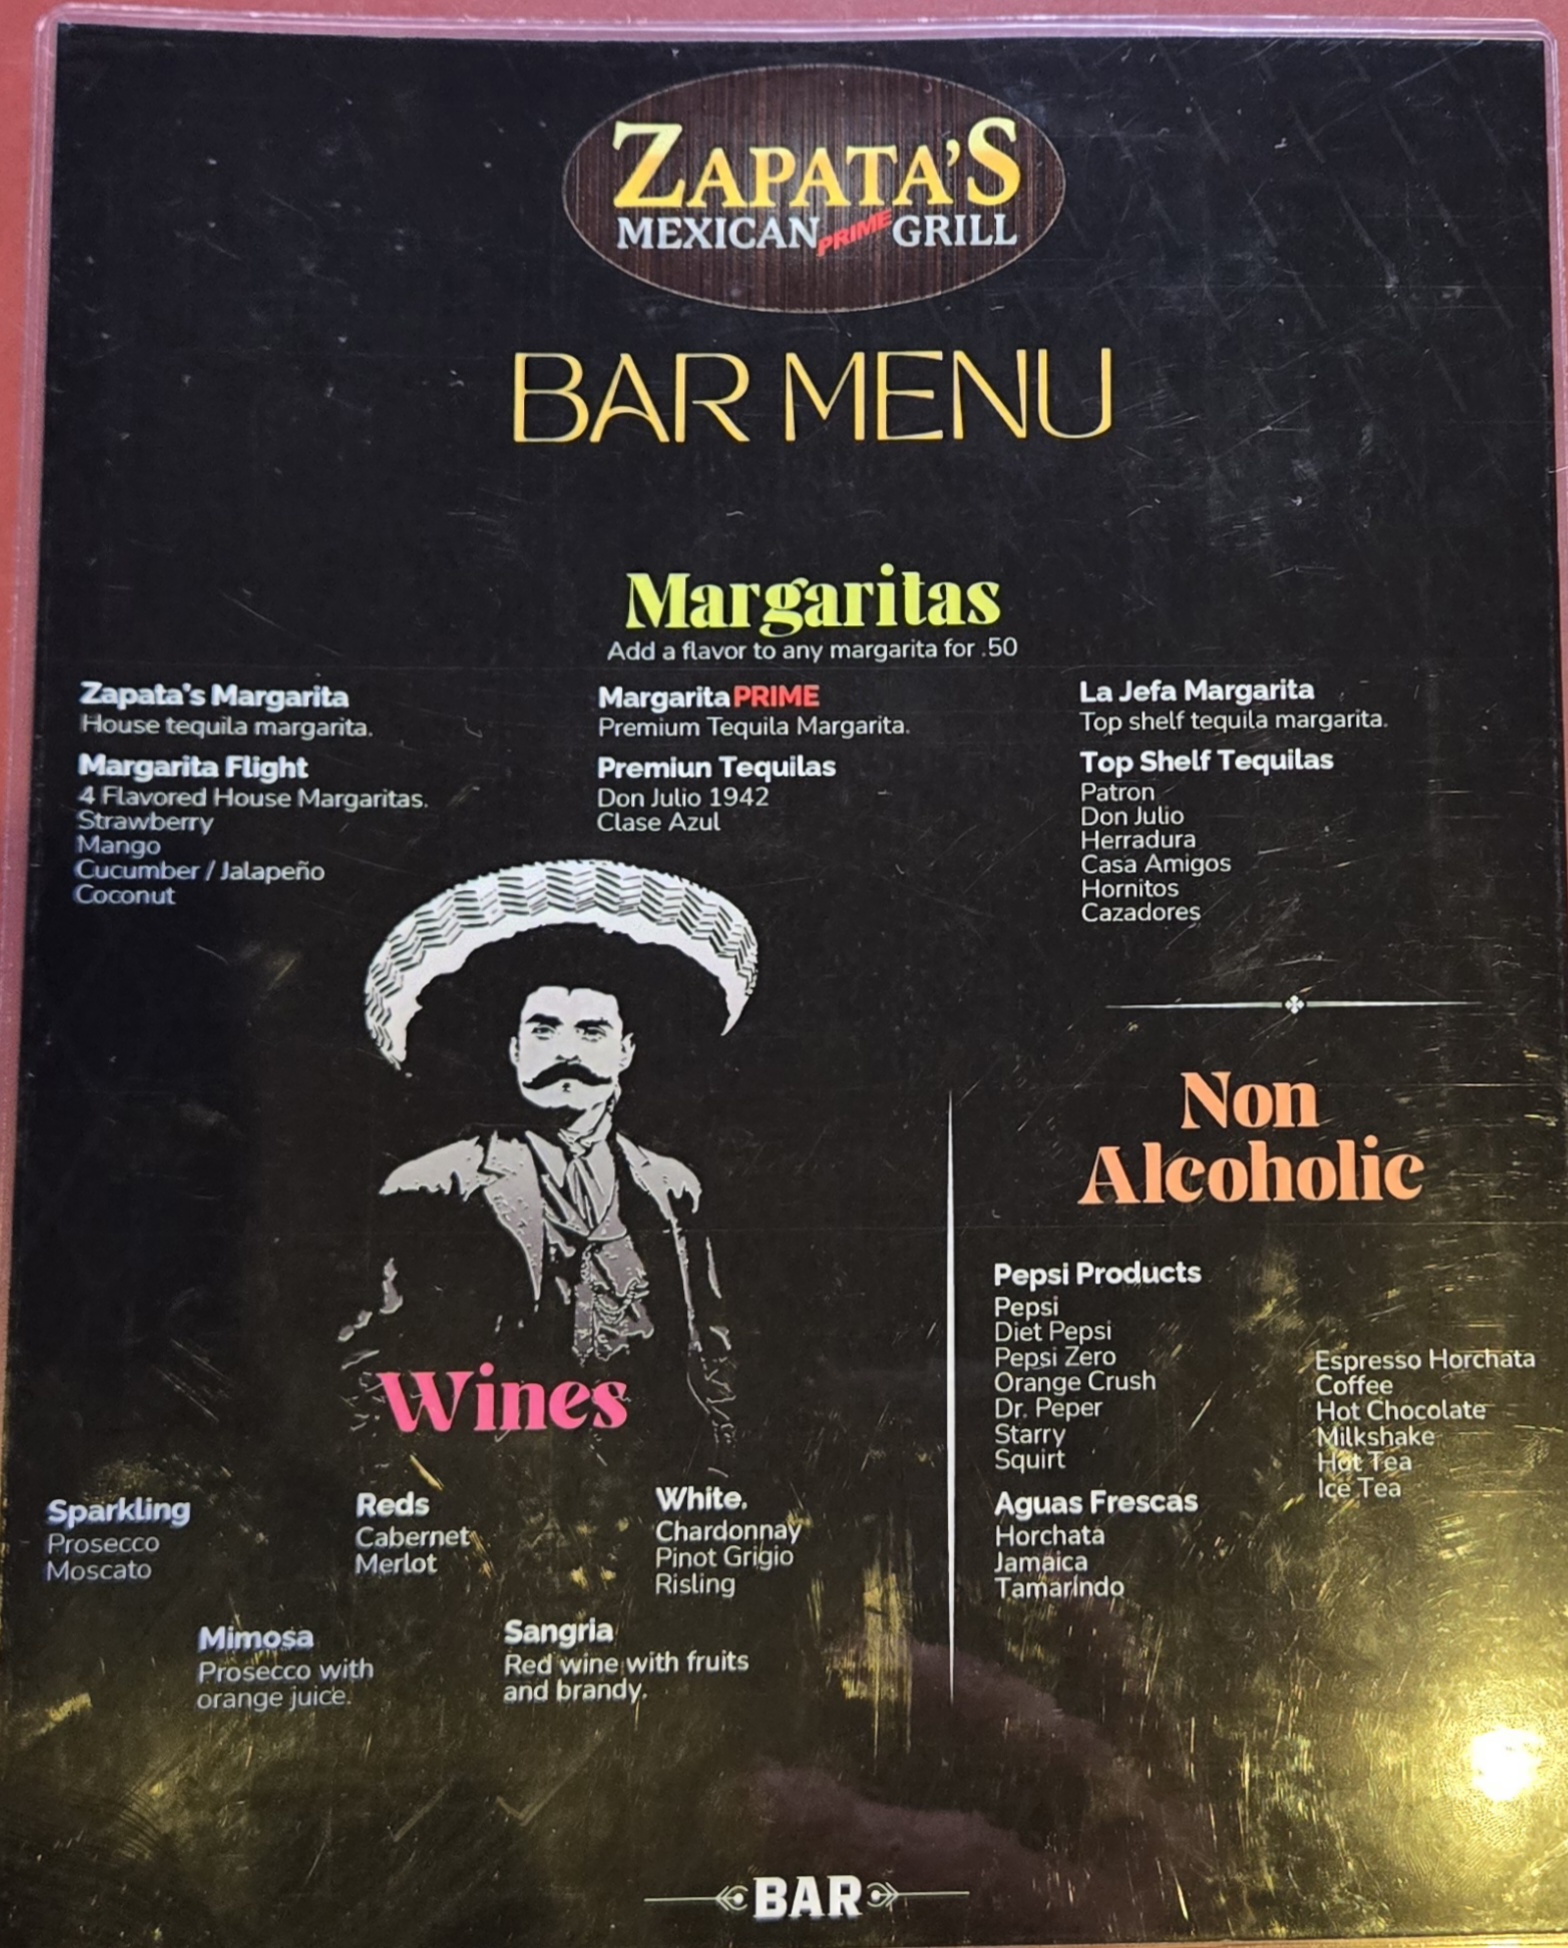 ZAPATA'S
MEXICAN PRIME GRILL
BAR MENU
Margaritas
Add a flavor to any margarita for .50
Zapata's Margarita
House tequila margarita.
Margarita Flight
4 Flavored House Margaritas.
Strawberry
Mango
Cucumber / Jalapeño
Coconut
Margarita PRIME
Premium Tequila Margarita.
Premiun Tequilas
Don Julio 1942
Clase Azul
La Jefa Margarita
Top shelf tequila margarita.
Top Shelf Tequilas
Patron
Don Julio
Herradura
Casa Amigos
Hornitos
Cazadores
Wines
Sparkling
Prosecco
Moscato
Reds
Cabernet
Merlot
White.
Chardonnay
Pinot Grigio
Risling
Mimosa
Prosecco with
orange juice.
Sangria
Red wine with fruits
and brandy.
Non
Alcoholic
Pepsi Products
Pepsi
Diet Pepsi
Pepsi Zero
Orange Crush
Dr. Peper
Starry
Squirt
Aguas Frescas
Horchata
Jamaica
Tamarindo
Espresso Horchata
Coffee
Hot Chocolate
Milkshake
Hot Tea
Ice Tea
BAR